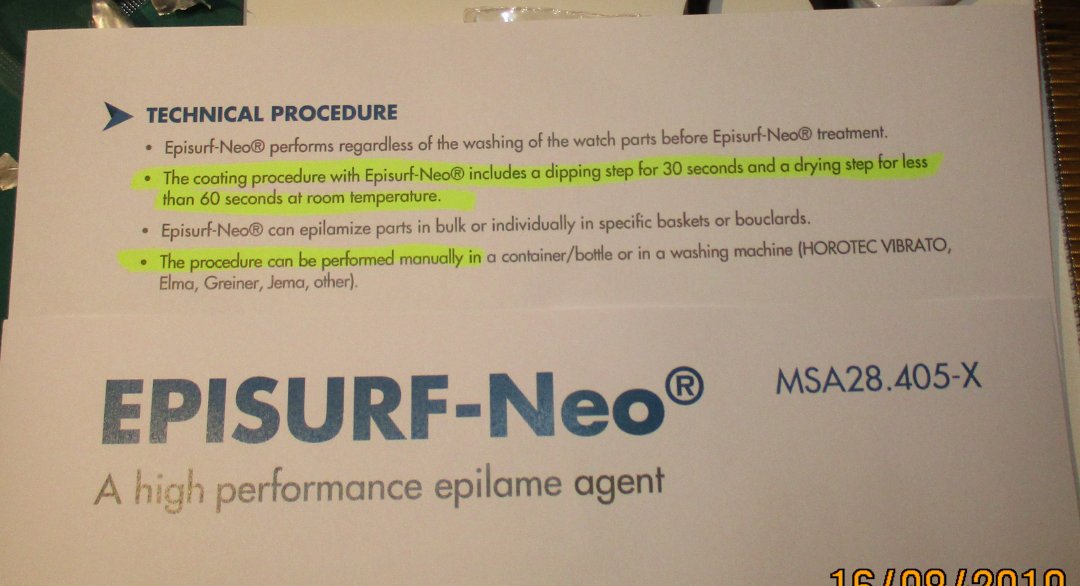 TECHNICAL PROCEDURE
• Episurf-Neo® performs regardless of the washing of the watch parts before Episurf-Neo® treatment.
• The coating procedure with Episurf-Neo® includes a dipping step for 30 seconds and a drying step for less
than 60 seconds at room temperature.
• Episurf-Neo® can epilamize parts in bulk or individually in specific baskets or bouclards.
• The procedure can be performed manually in a container/bottle or in a washing machine (HOROTEC VIBRATO,
Elma, Greiner, Jema, other).
EPISURF-Neo®
MSA28.405-X
A high performance epilame agent
16/08/2019